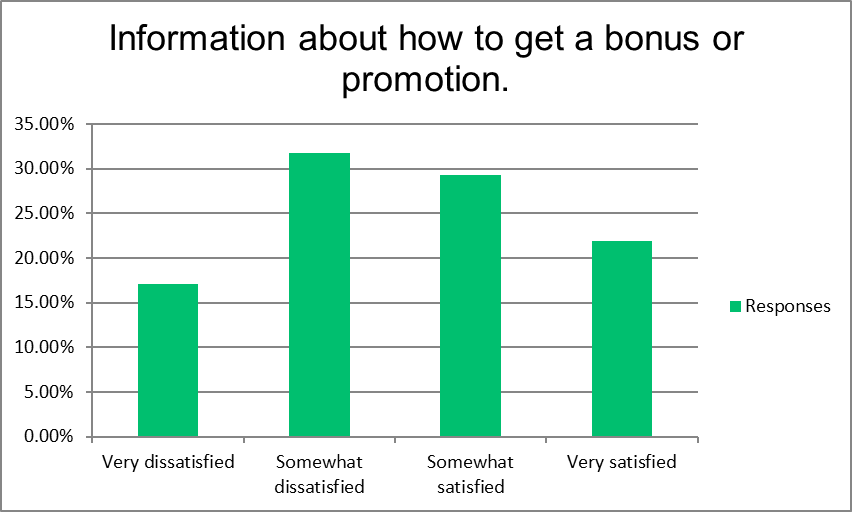 Information about how to get a bonus or
promotion.
35.00%
30.00%
25.00%
20.00%
15.00%
10.00%
5.00%
0.00%
Very dissatisfied
Somewhat
dissatisfied
Somewhat
satisfied
Very satisfied
Responses